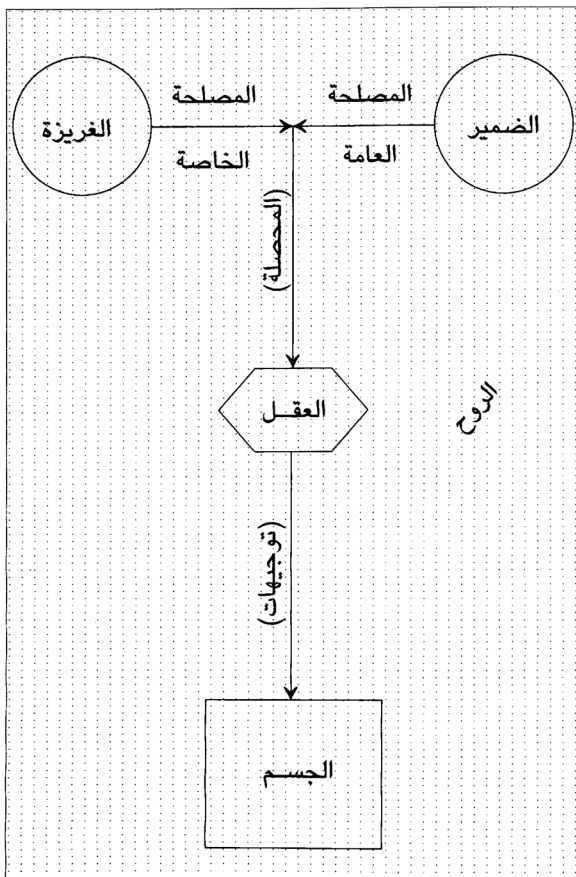 الضمير
المصلحة
العامة
المصلحة
الخاصة
الغريزة
(المحصلة)
العقـل
الروح
(توجيهات)
الجسـم